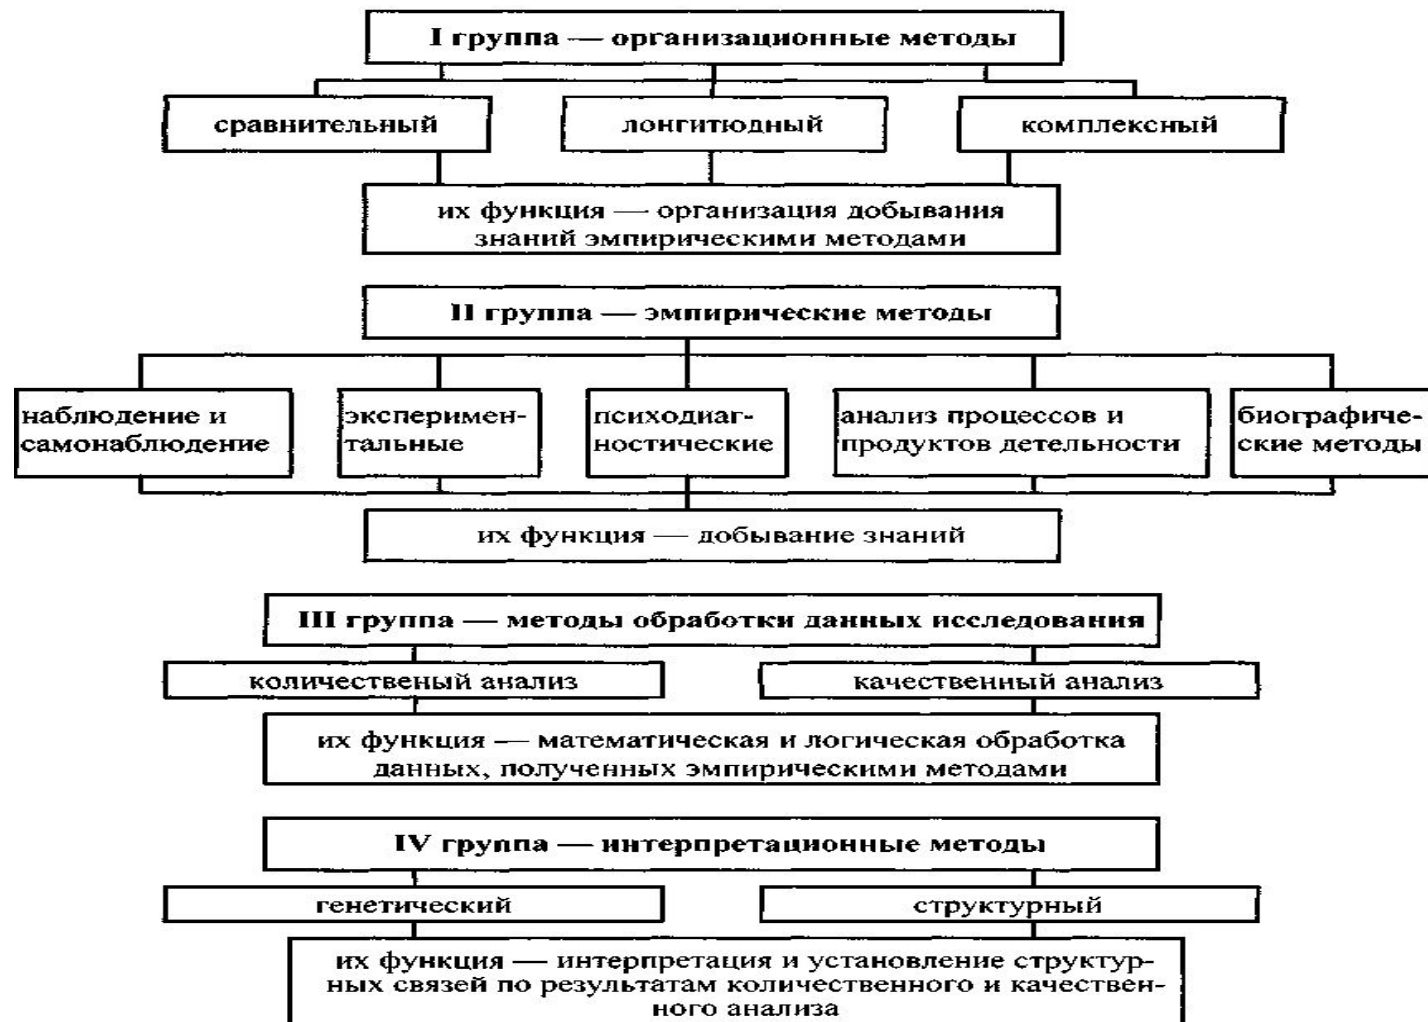 I группа — организационные методы
сравнительный
лонгитюдный
комплексный
их функция — организация добывания
знаний эмпирическими методами
II группа — эмпирические методы
наблюдение и
самонаблюдение
эксперимен-
тальные
психодиаг-
ностические
анализ процессов и
продуктов детельности
биографиче-
ские методы
их функция — добывание знаний
III группа — методы обработки данных исследования
количественый анализ
качественный анализ
их функция — математическая и логическая обработка
данных, полученных эмпирическими методами
IV группа — интерпретационные методы
генетический
структурный
их функция — интерпретация и установление структур-
ных связей по результатам количественного и качествен-
ного анализа